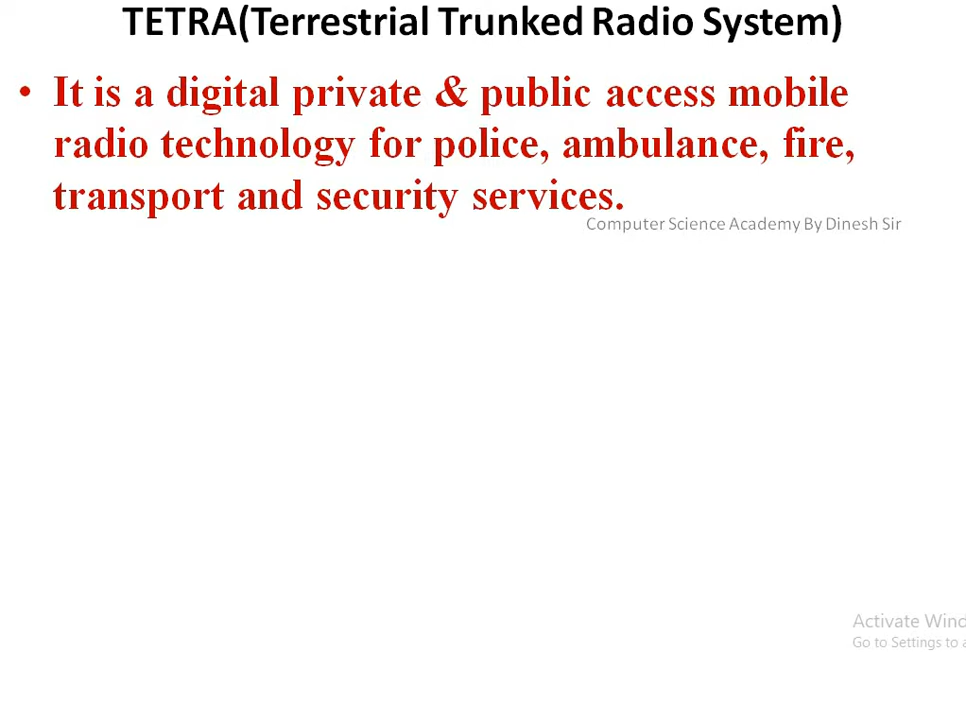 TETRA(Terrestrial Trunked Radio System)
• It is a digital private & public access mobile
radio technology for police, ambulance, fire,
transport and security services.
Computer Science Academy By Dinesh Sir
Activate Wind
Go to Settings to a